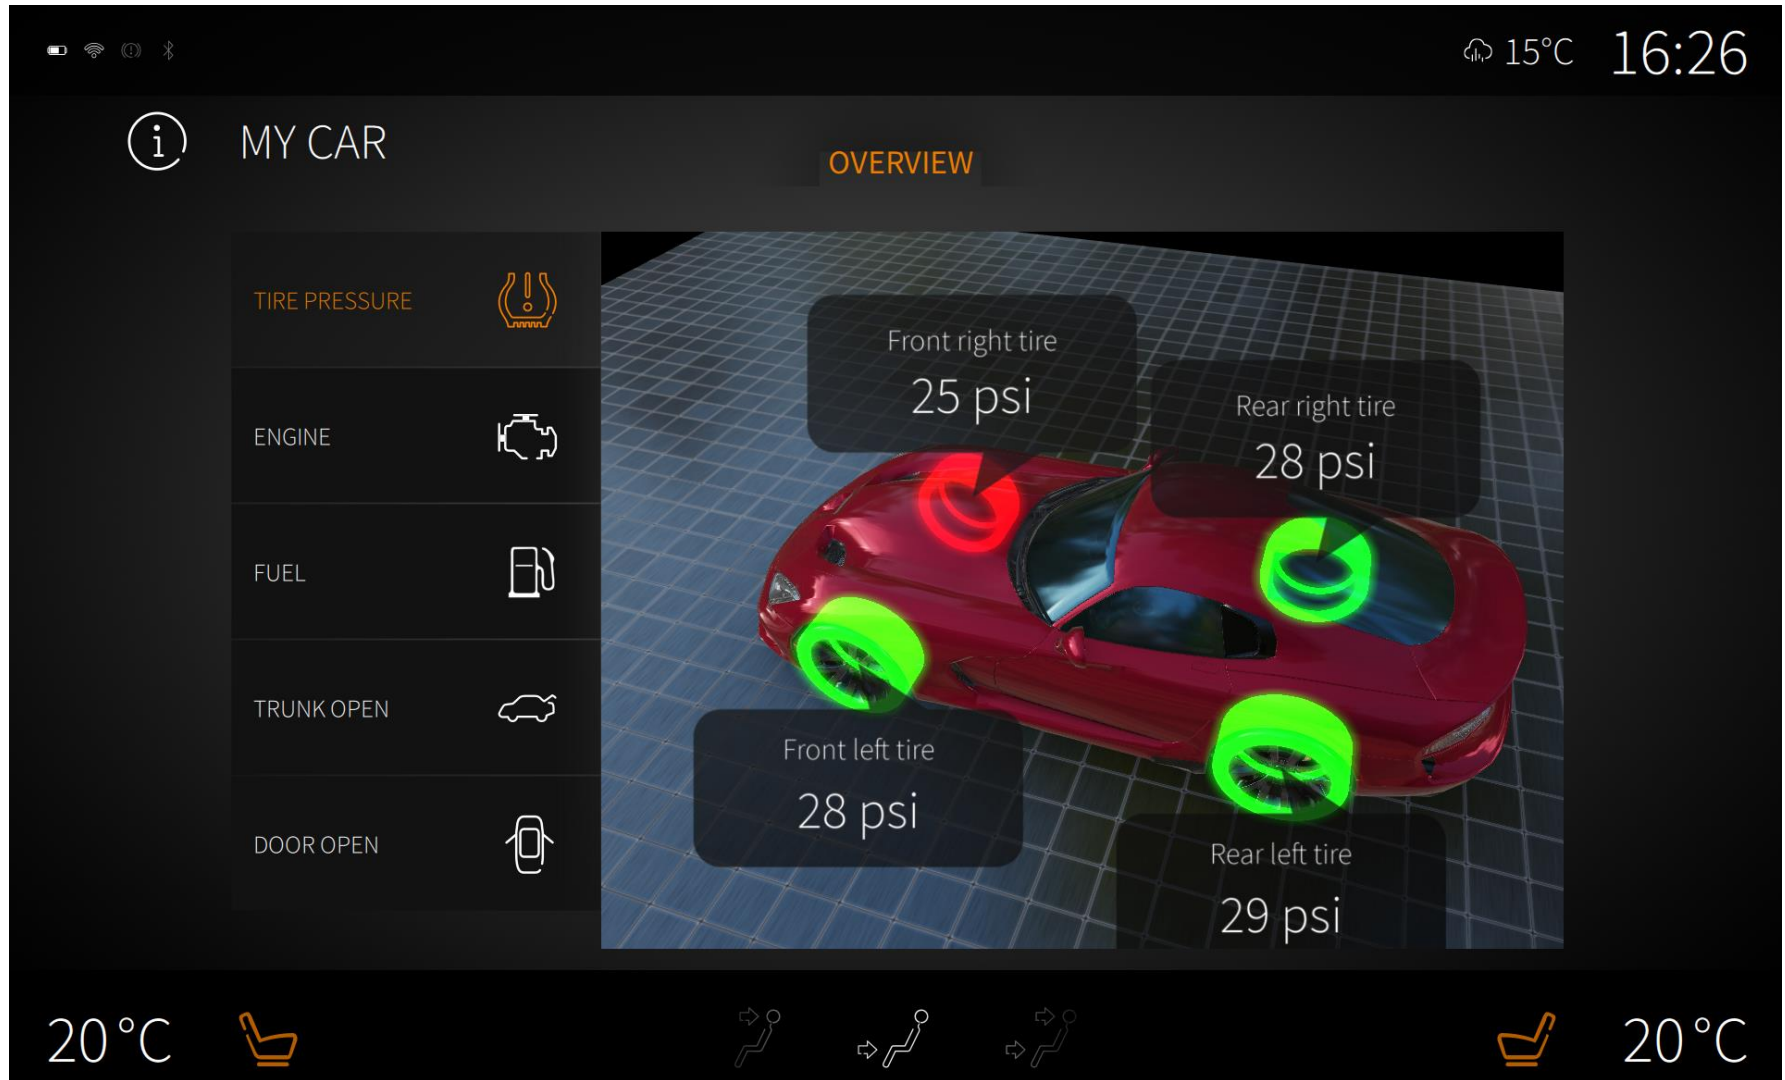 15°C 16:26
MY CAR
OVERVIEW
TIRE PRESSURE
ENGINE
FUEL
TRUNK OPEN
DOOR OPEN
Front right tire
25 psi
Rear right tire
28 psi
Front left tire
28 psi
Rear left tire
29 psi
20°C
20°C